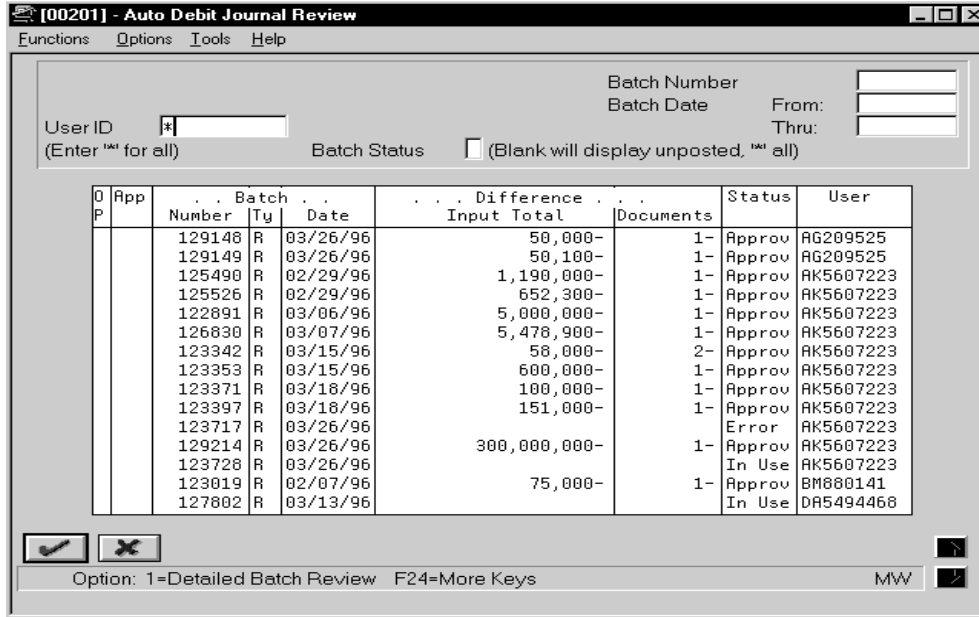 [00201] - Auto Debit Journal Review
Functions Options Tools Help
Batch Number
Batch Date From:
User ID * Thru:
(Enter '*' for all) Batch Status (Blank will display unposted, '*' all)
O App . . Batch . . . . . Difference . . . Status User
P Number Ty Date Input Total Documents
129148 R 03/26/96 50,000- 1- Approv AG209525
129149 R 03/26/96 50,100- 1- Approv AG209525
125490 R 02/29/96 1,190,000- 1- Approv AK5607223
125526 R 02/29/96 652,300- 1- Approv AK5607223
122891 R 03/06/96 5,000,000- 1- Approv AK5607223
126830 R 03/07/96 5,478,900- 1- Approv AK5607223
123342 R 03/15/96 58,000- 2- Approv AK5607223
123353 R 03/15/96 600,000- 1- Approv AK5607223
123371 R 03/18/96 100,000- 1- Approv AK5607223
123397 R 03/18/96 151,000- 1- Approv AK5607223
123717 R 03/26/96 Error AK5607223
129214 R 03/26/96 300,000,000- 1- Approv AK5607223
123728 R 03/26/96 In Use AK5607223
123019 R 02/07/96 75,000- 1- Approv BM880141
127802 R 03/13/96 In Use DA5494468
Option: 1=Detailed Batch Review F24=More Keys MW